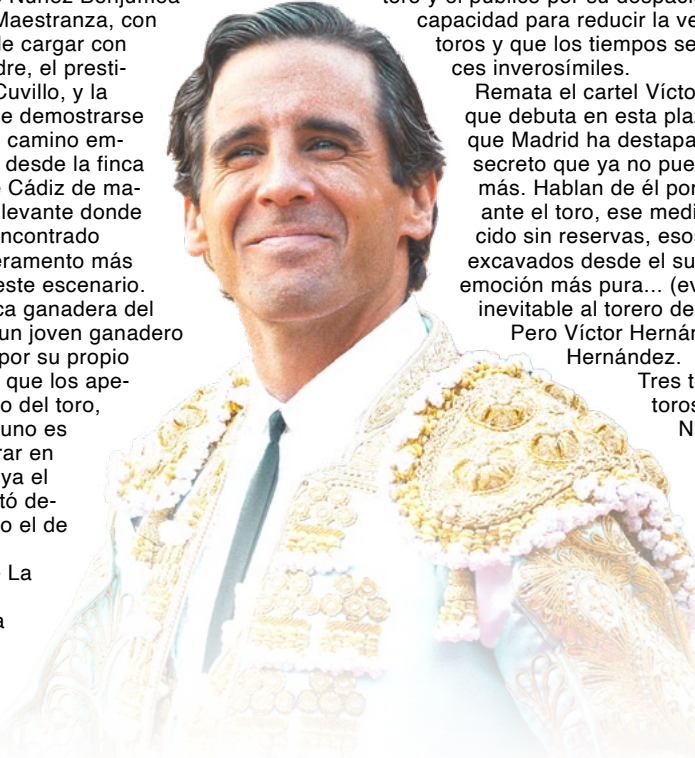 Núñez Benjumea
Maestranza, con
le cargar con
dre, el presti-
Cuvillo, y la
e demostrarse
camino em-
desde la finca
Cádiz de ma-
levante donde
ncontrado
eramento más
este escenario.
ca ganadera del
un joven ganadero
por su propio
que los ape-
o del toro,
uno es
rar en
ya el
tó de-
o el de
La
a
toro y el público por su despacio
capacidad para reducir la ve
toros y que los tiempos se
ces inverosímiles.
Remata el cartel Vícto
que debuta en esta pla
que Madrid ha destapa
secreto que ya no pue
más. Hablan de él por
ante el toro, ese medi
cido sin reservas, eso
excavados desde el su
emoción más pura... (ev
inevitable al torero de
Pero Víctor Hernár
Hernández.
Tres t
toros
N